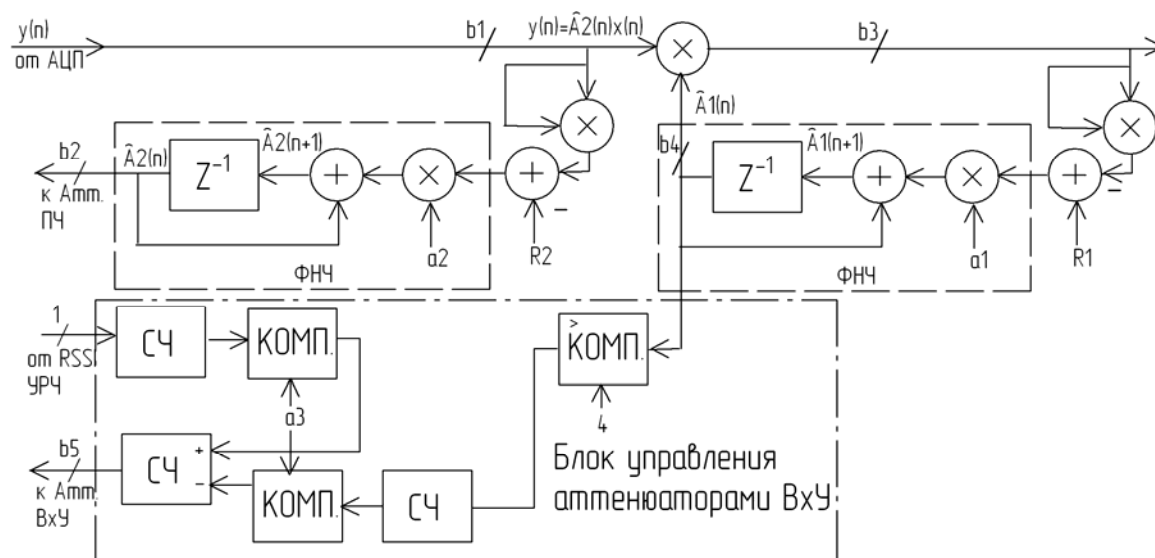 y(n)
от АЦП
b1
y(n)=Â2(n)x(n)
×
b3
Â1(n)
×
×
b2
к Атт.
ПЧ
Â2(n)
Z⁻¹
Â2(n+1)
+
×
+
−
a2
R2
ФНЧ
b4
Z⁻¹
Â1(n+1)
+
×
+
−
a1
R1
ФНЧ
1
от RSS
УРЧ
СЧ
КОМП.
>
КОМП.
a3
4
b5
к Атт.
ВхУ
СЧ
+
−
КОМП.
СЧ
Блок управления
аттенюаторами ВхУ